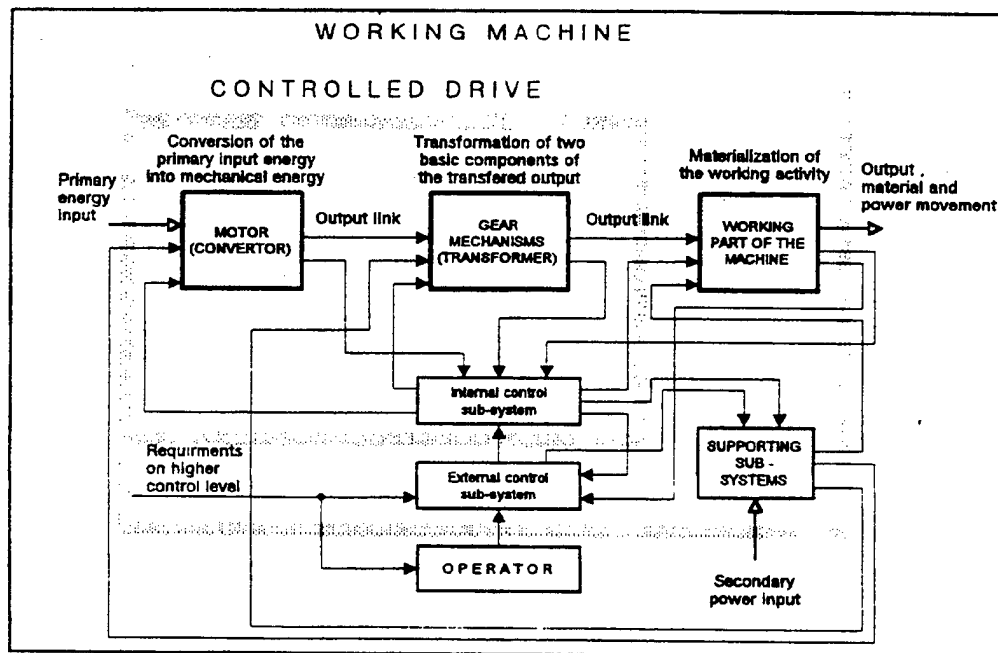 WORKING MACHINE
CONTROLLED DRIVE
Conversion of the
primary input energy
into mechanical energy
Transformation of two
basic components of
the transfered output
Materialization of
the working activity
Primary
energy
input
Output link
Output link
Output ,
material and
power movement
MOTOR
(CONVERTOR)
GEAR
MECHANISMS
(TRANSFORMER)
WORKING
PART OF THE
MACHINE
Internal control
sub-system
Requirments
on higher
control level
External control
sub-system
SUPPORTING
SUB -
SYSTEMS
OPERATOR
Secondary
power input